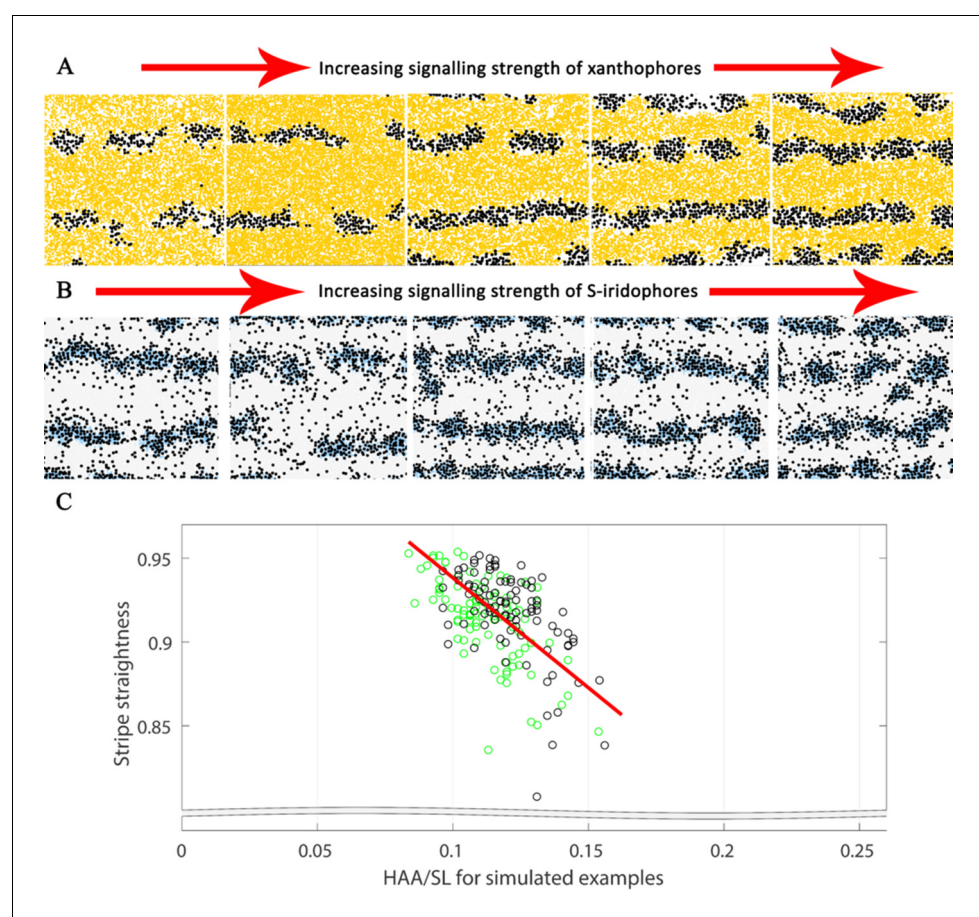 A
Increasing signalling strength of xanthophores
B
Increasing signalling strength of S-iridophores
C
Stripe straightness
0.95
0.9
0.85
0
0.05
0.1
0.15
0.2
0.25
HAA/SL for simulated examples